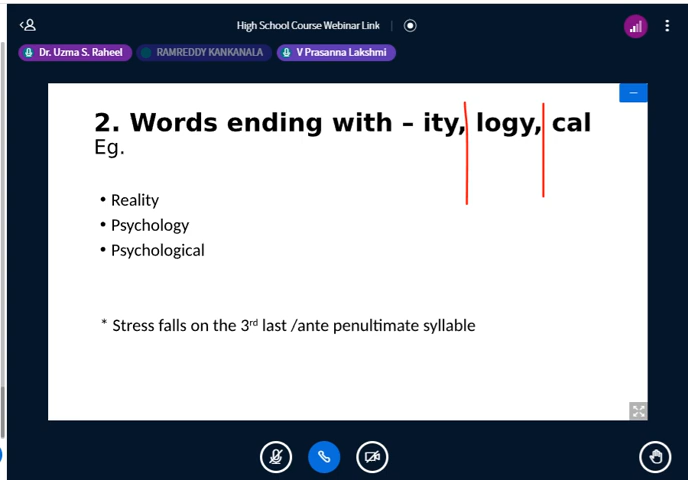 High School Course Webinar Link
Dr. Uzma S. Raheel RAMREDDY KANKANALA V Prasanna Lakshmi
2. Words ending with – ity, logy, cal
Eg.
• Reality
• Psychology
• Psychological
* Stress falls on the 3rd last /ante penultimate syllable